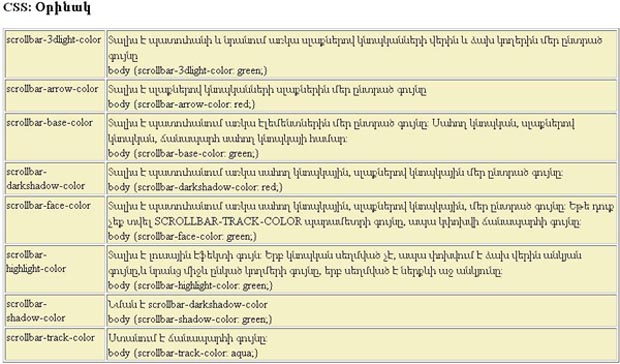 CSS: Օրինակ
scrollbar-3dlight-color
Տալիս է պատուհանի և նրանում առկա սլաքներով կնոպկաների վերին և ձախ կողերին մեր ընտրած
գույնը
body {scrollbar-3dlight-color: green;}
scrollbar-arrow-color
Տալիս է սլաքներով կնոպկաների սլաքներին մեր ընտրած գույնը
body {scrollbar-arrow-color: red;}
scrollbar-base-color
Տալիս է պատուհանում առկա էլեմենտներին մեր ընտրած գույնը: Սահող կնոպկան, սլաքներով
կնոպկան, ճանապարհի սահող կնոպկայի համար:
body {scrollbar-base-color: green;}
scrollbar-
darkshadow-color
Տալիս է պատուհանում առկա սահող կնոպկային, սլաքներով կնոպկային մեր ընտրած գույնը:
body {scrollbar-darkshadow-color: red;}
scrollbar-face-color
Տալիս է պատուհանում առկա սահող կնոպկային, սլաքներով կնոպկային, մեր ընտրած գույնը: Եթե դուք
չեք տվել SCROLLBAR-TRACK-COLOR պարամետրի գույնը, ապա կփոխվի ճանապարհի գույնը:
body {scrollbar-face-color: green;}
scrollbar-
highlight-color
Տալիս է լուսային էֆեկտի գույն: Երբ կնոպկան սեղմված չէ, ապա փոխվում է ձախ վերին անկյան
գույնը,և նրանց միջև ընկած կողմերի գույնը, երբ սեղմված է ներքևի աջ անկյունը:
body {scrollbar-highlight-color: green;}
scrollbar-
shadow-color
Նման է scrollbar-darkshadow-color
body {scrollbar-shadow-color: green;}
scrollbar-track-color
Ստանում է ճանապարհի գույնը:
body {scrollbar-track-color: aqua;}